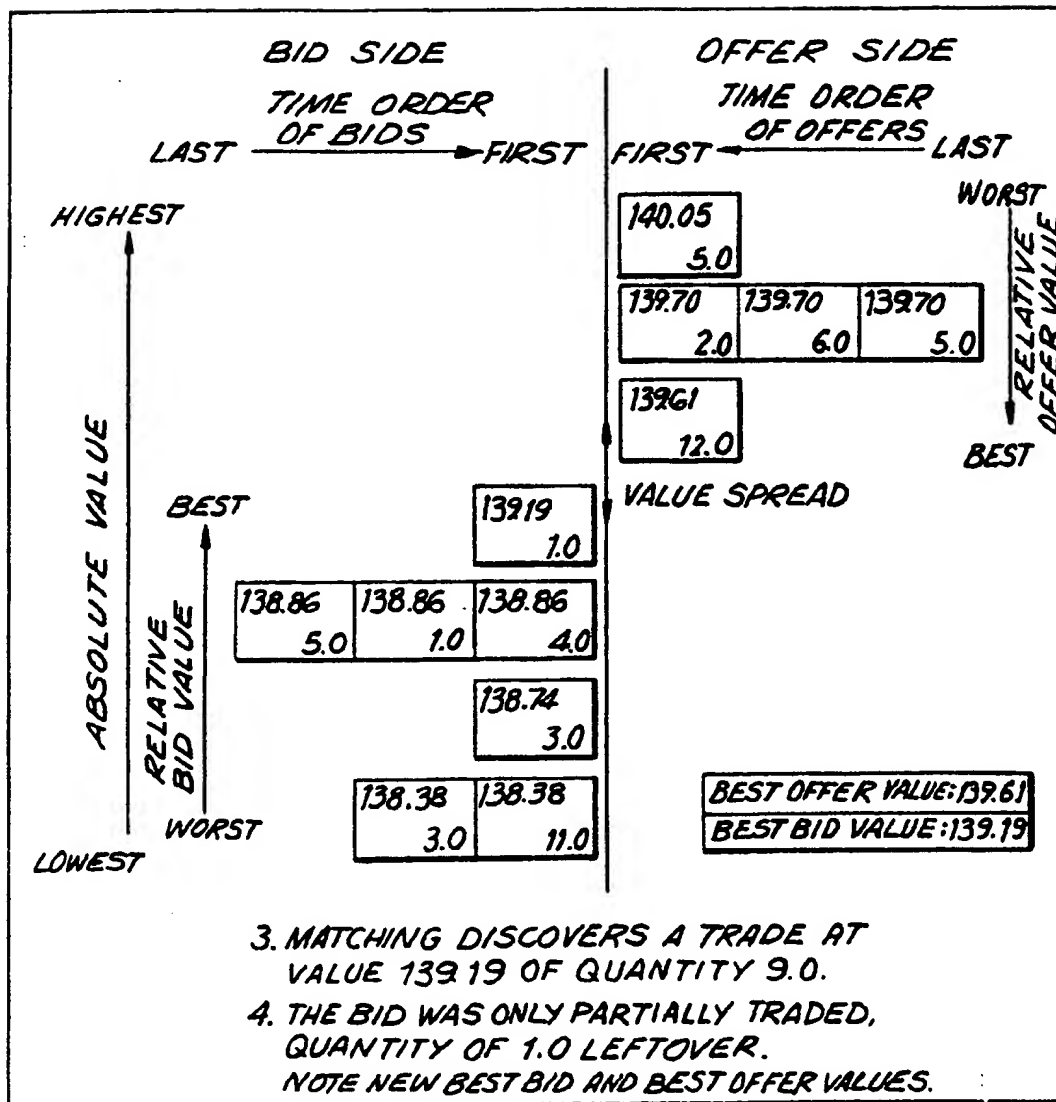 BID SIDE
OFFER SIDE
TIME ORDER
OF BIDS
TIME ORDER
OF OFFERS
LAST
FIRST
FIRST
LAST
HIGHEST
WORST
140.05
5.0
RELATIVE
OFFER VALUE
139.70 139.70 139.70
2.0 6.0 5.0
139.61
12.0
BEST
ABSOLUTE VALUE
BEST
VALUE SPREAD
139.19
1.0
RELATIVE
BID VALUE
138.86 138.86 138.86
5.0 1.0 4.0
138.74
3.0
138.38 138.38
3.0 11.0
WORST
LOWEST
BEST OFFER VALUE:139.61
BEST BID VALUE:139.19
3. MATCHING DISCOVERS A TRADE AT
VALUE 139.19 OF QUANTITY 9.0.
4. THE BID WAS ONLY PARTIALLY TRADED,
QUANTITY OF 1.0 LEFTOVER.
NOTE NEW BEST BID AND BEST OFFER VALUES.